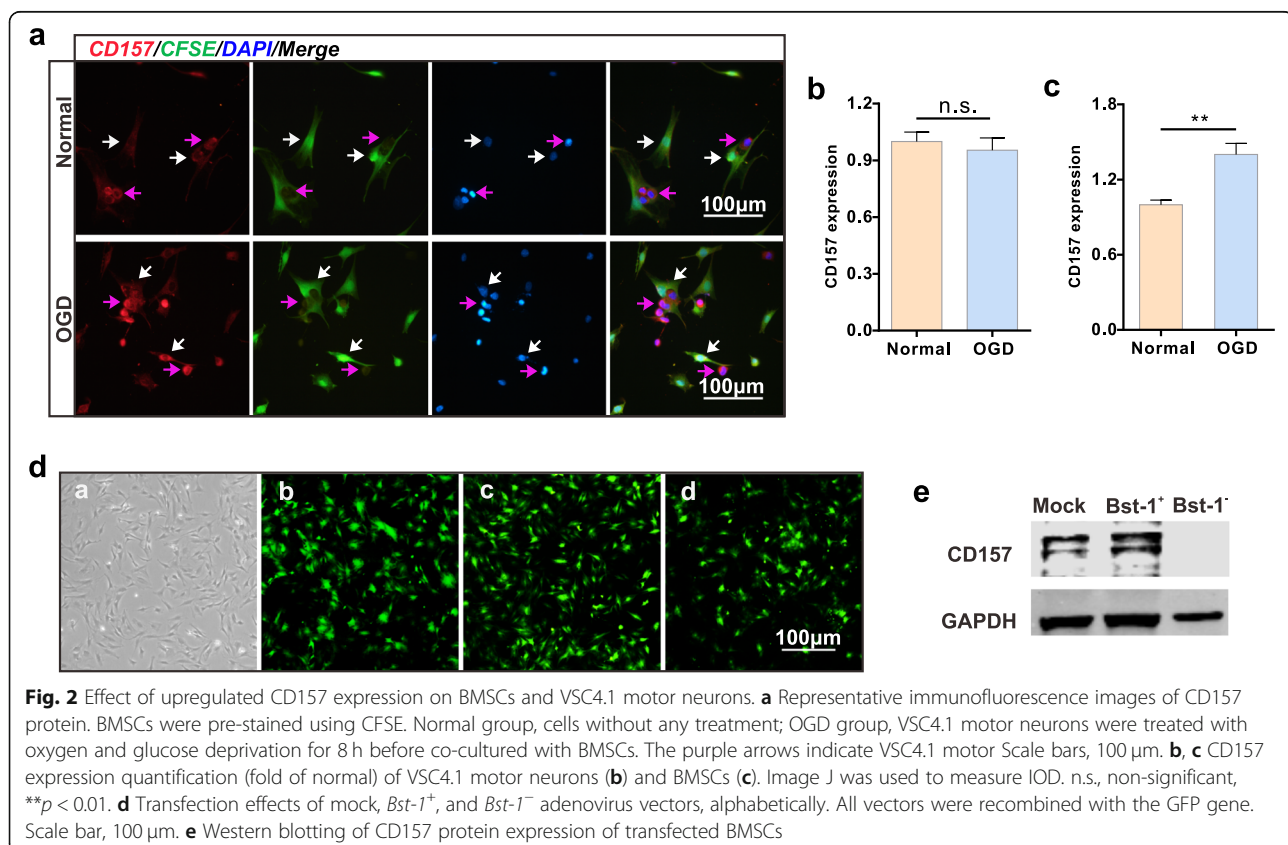 a
CD157/CFSE/DAPI/Merge
Normal
100μm
OGD
100μm
b
n.s.
1.2
0.9
0.6
0.3
0.0
CD157 expression
Normal OGD
c
**
1.8
1.2
0.6
0.0
CD157 expression
Normal OGD
d
a b c d
100μm
e
Mock Bst-1⁺ Bst-1⁻
CD157
GAPDH
Fig. 2 Effect of upregulated CD157 expression on BMSCs and VSC4.1 motor neurons. a Representative immunofluorescence images of CD157
protein. BMSCs were pre-stained using CFSE. Normal group, cells without any treatment; OGD group, VSC4.1 motor neurons were treated with
oxygen and glucose deprivation for 8 h before co-cultured with BMSCs. The purple arrows indicate VSC4.1 motor Scale bars, 100 μm. b, c CD157
expression quantification (fold of normal) of VSC4.1 motor neurons (b) and BMSCs (c). Image J was used to measure IOD. n.s., non-significant,
**p < 0.01. d Transfection effects of mock, Bst-1⁺, and Bst-1⁻ adenovirus vectors, alphabetically. All vectors were recombined with the GFP gene.
Scale bar, 100 μm. e Western blotting of CD157 protein expression of transfected BMSCs